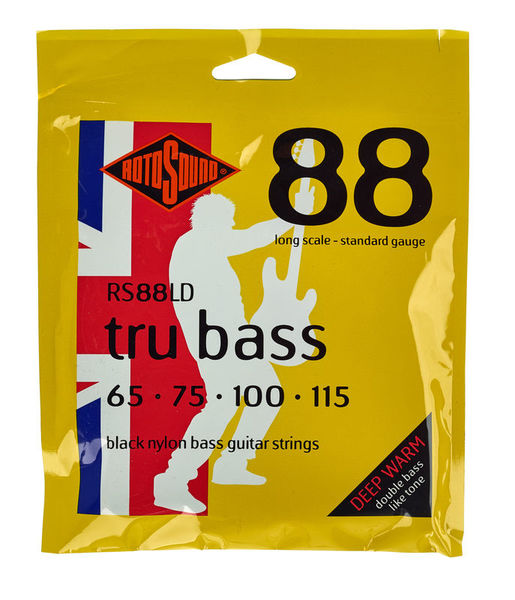 ROTOSOUND®
88
long scale - standard gauge
RS88LD
tru bass
65 · 75 · 100 · 115
black nylon bass guitar strings
DEEP WARM
double bass
like tone